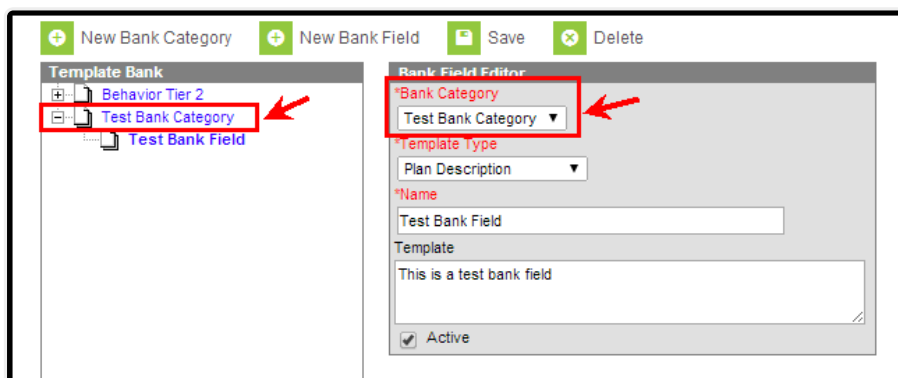 New Bank Category New Bank Field Save Delete
Template Bank
Behavior Tier 2
Test Bank Category
Test Bank Field
Bank Field Editor
*Bank Category
Test Bank Category
*Template Type
Plan Description
*Name
Test Bank Field
Template
This is a test bank field
Active